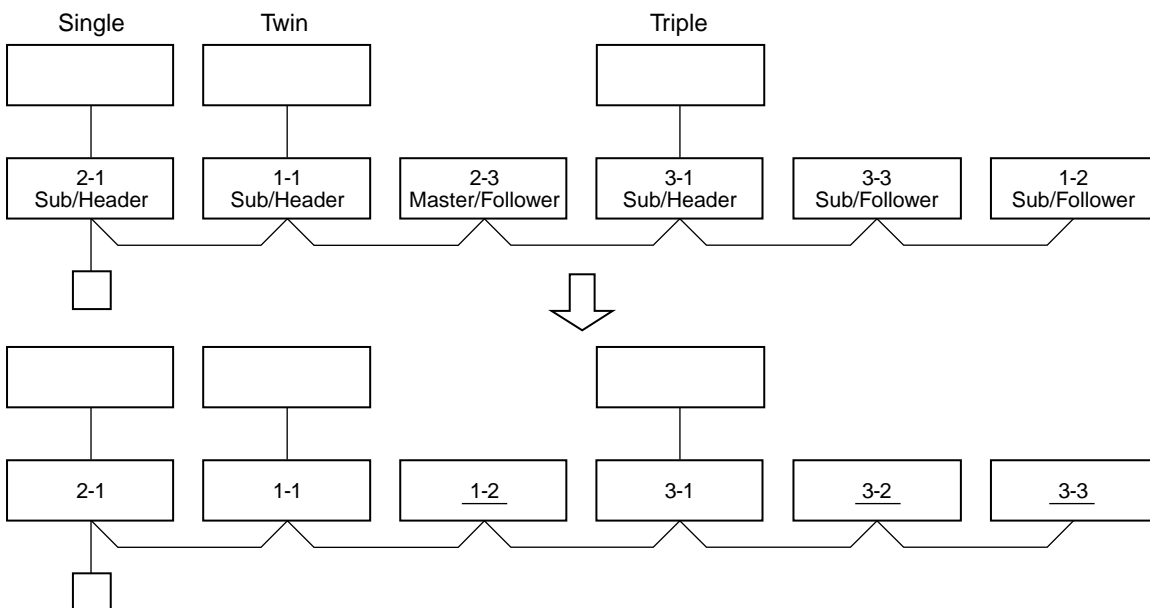 Single Twin Triple
2-1 1-1 2-3 3-1 3-3 1-2
Sub/Header Sub/Header Master/Follower Sub/Header Sub/Follower Sub/Follower
2-1 1-1 1-2 3-1 3-2 3-3